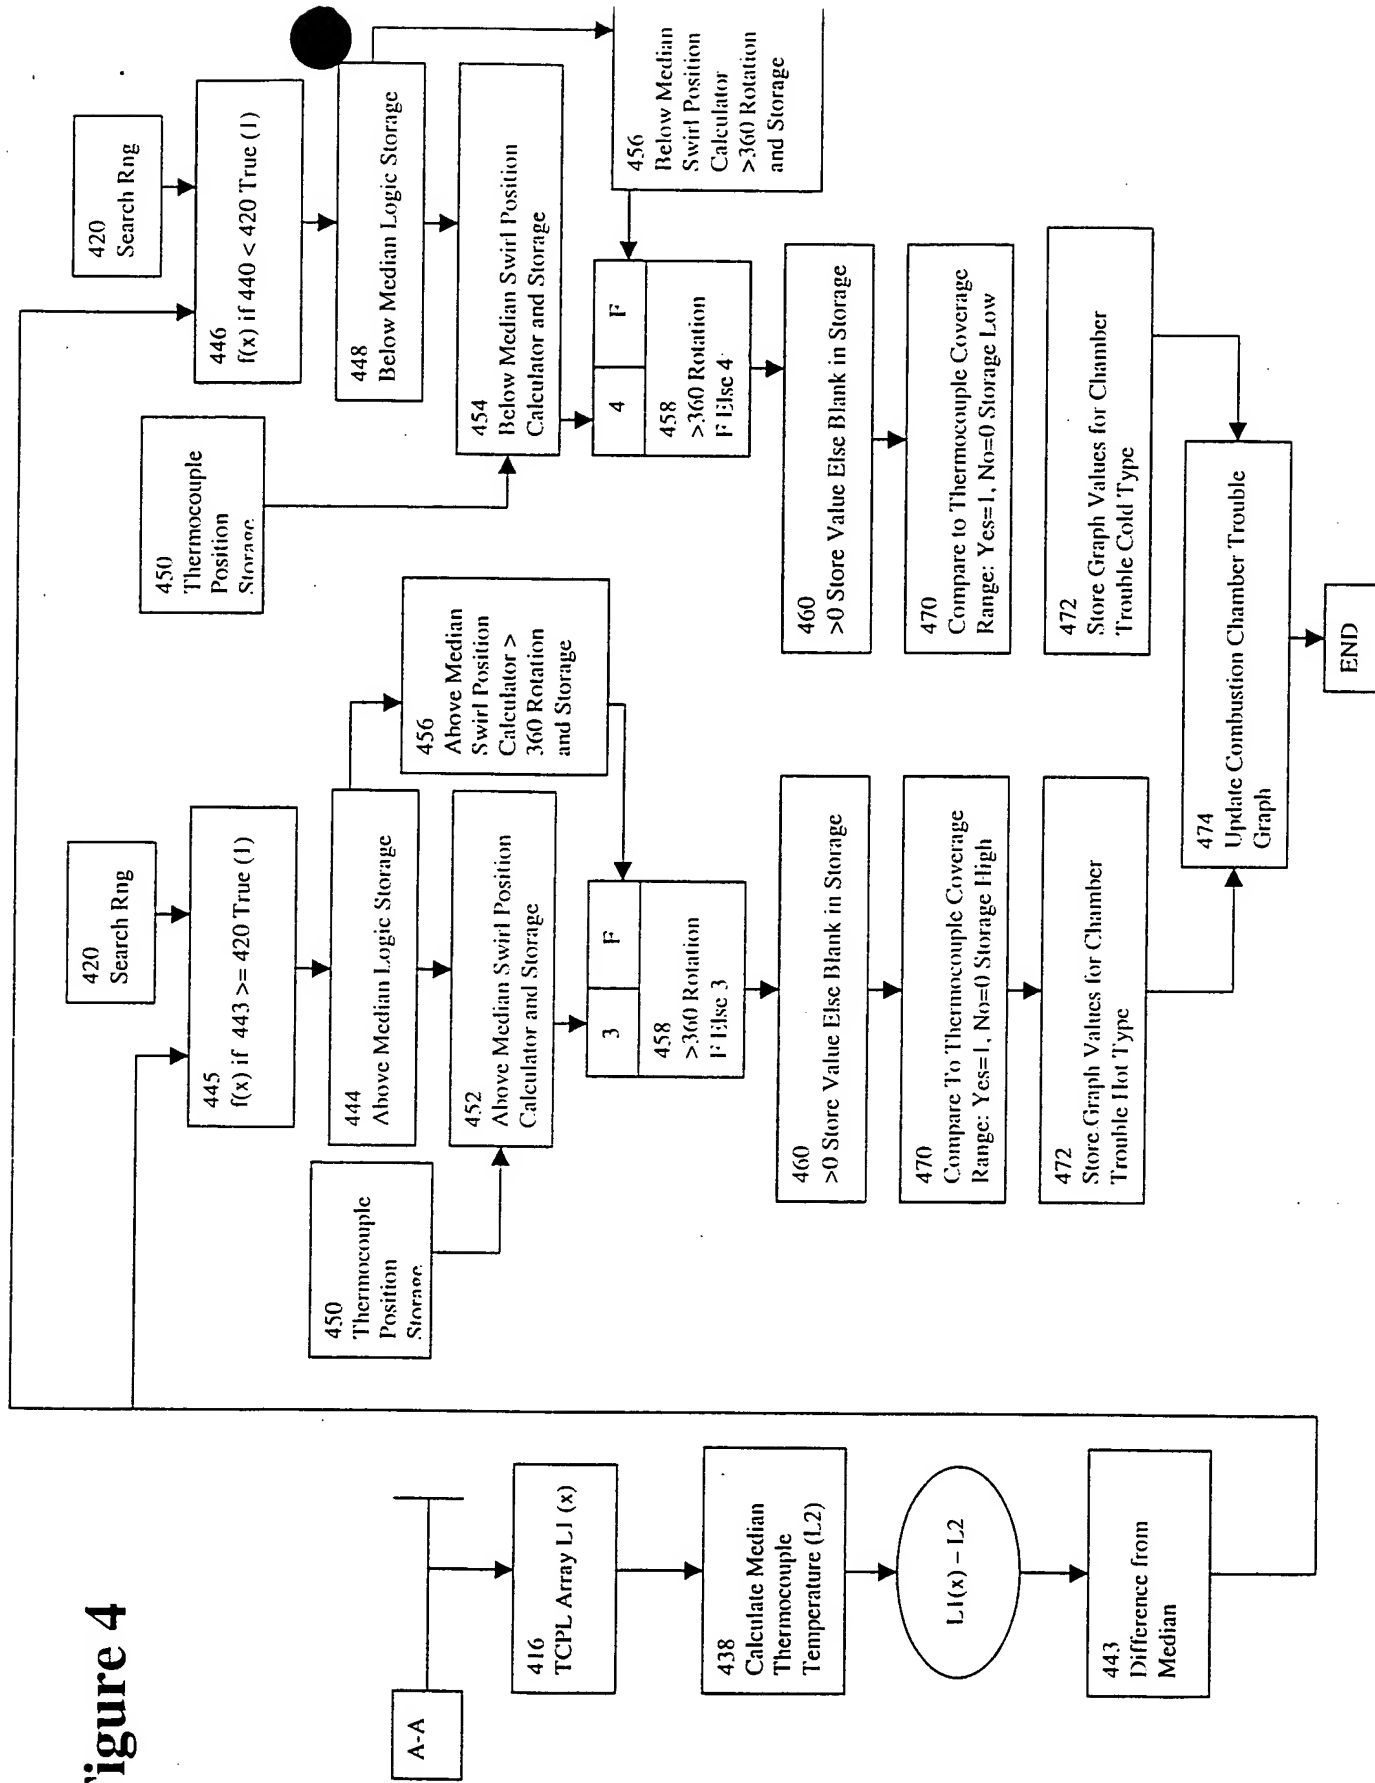 Figure 4
A-A
416
TCPL Array L1 (x)
438
Calculate Median
Thermocouple
Temperature (L2)
L1(x) – L2
443
Difference from
Median
420
Search Rng
445
f(x) if 443 >= 420 True (1)
444
Above Median Logic Storage
450
Thermocouple
Position
Storage
452
Above Median Swirl Position
Calculator and Storage
456
Above Median
Swirl Position
Calculator >
360 Rotation
and Storage
3
F
458
>360 Rotation
F Else 3
460
>0 Store Value Else Blank in Storage
470
Compare To Thermocouple Coverage
Range: Yes=1, No=0 Storage High
472
Store Graph Values for Chamber
Trouble Hot Type
420
Search Rng
446
f(x) if 440 < 420 True (1)
448
Below Median Logic Storage
450
Thermocouple
Position
Storage
454
Below Median Swirl Position
Calculator and Storage
456
Below Median
Swirl Position
Calculator
>360 Rotation
and Storage
4
F
458
>360 Rotation
F Else 4
460
>0 Store Value Else Blank in Storage
470
Compare to Thermocouple Coverage
Range: Yes=1, No=0 Storage Low
472
Store Graph Values for Chamber
Trouble Cold Type
474
Update Combustion Chamber Trouble
Graph
END